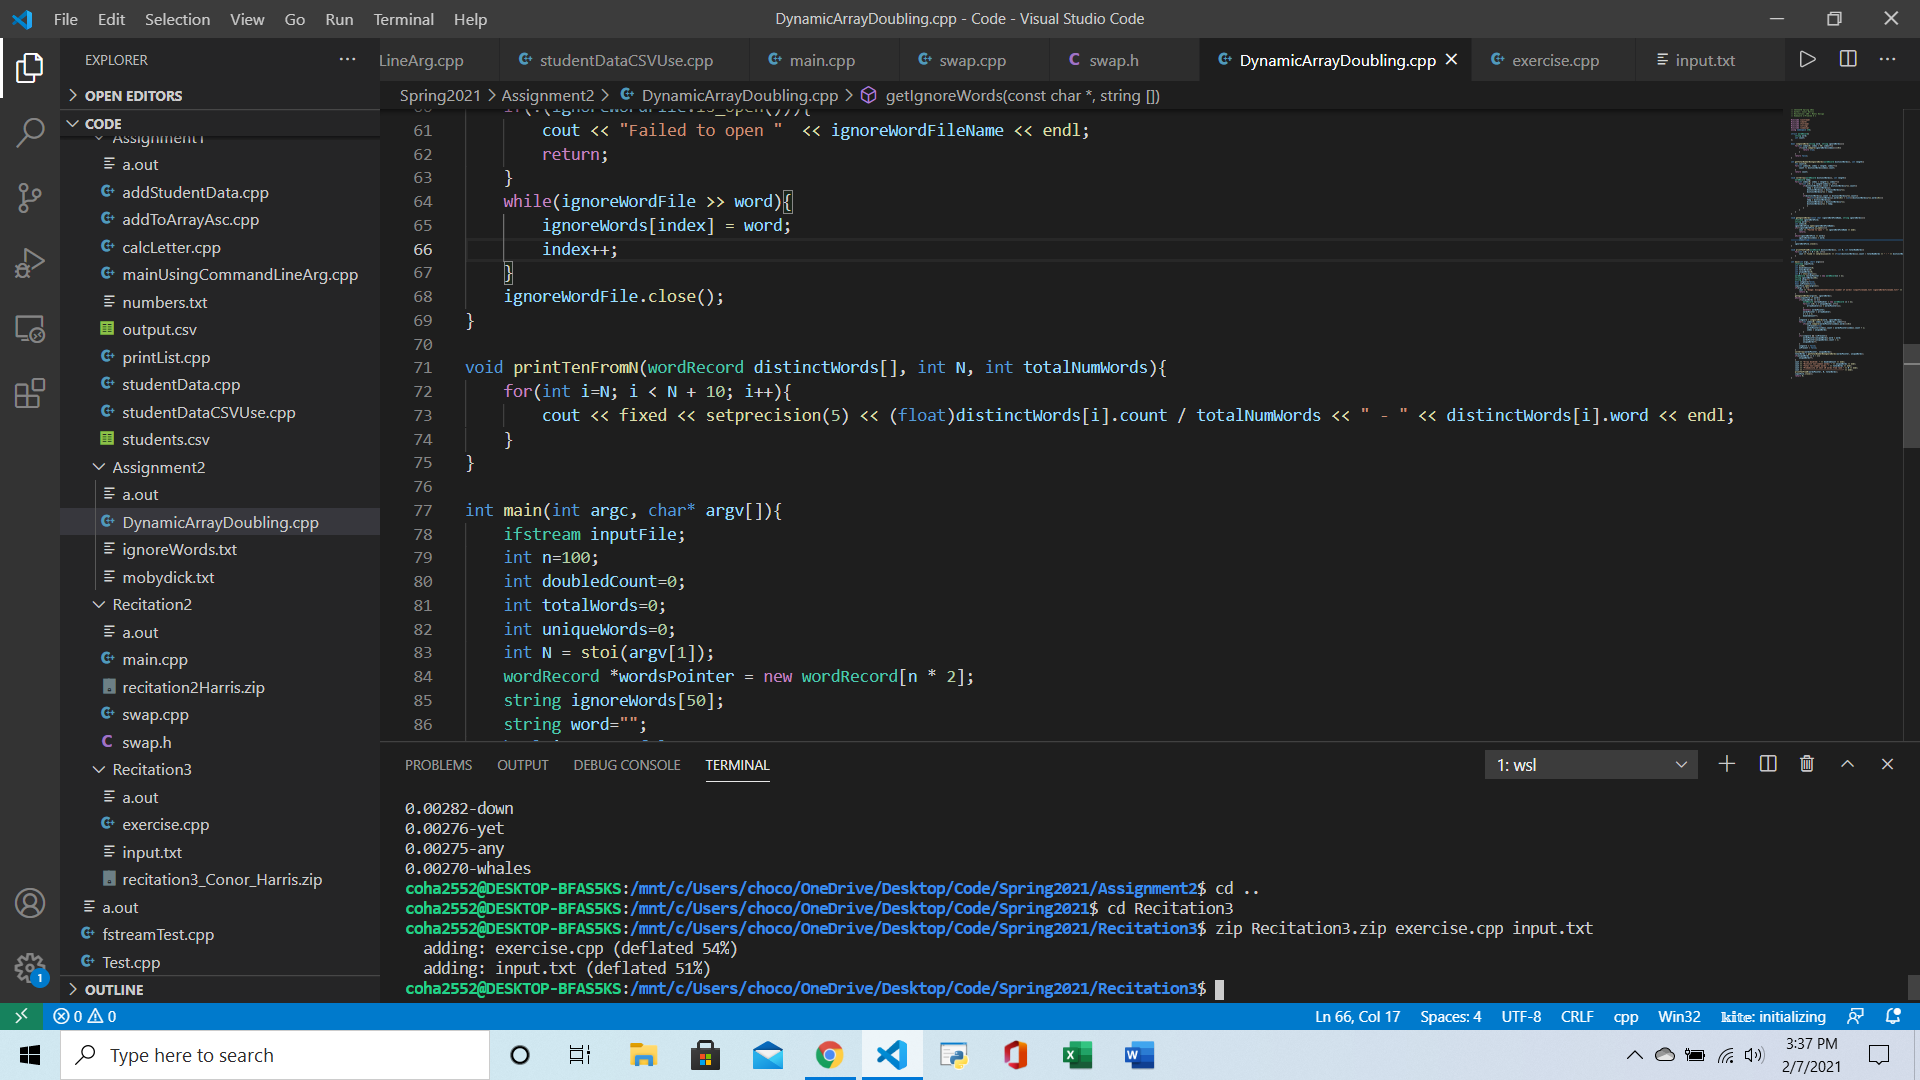 File Edit Selection View Go Run Terminal Help
DynamicArrayDoubling.cpp - Code - Visual Studio Code
EXPLORER
OPEN EDITORS
CODE
Assignment1
a.out
addStudentData.cpp
addToArrayAsc.cpp
calcLetter.cpp
mainUsingCommandLineArg.cpp
numbers.txt
output.csv
printList.cpp
studentData.cpp
studentDataCSVUse.cpp
students.csv
Assignment2
a.out
DynamicArrayDoubling.cpp
ignoreWords.txt
mobydick.txt
Recitation2
a.out
main.cpp
recitation2Harris.zip
swap.cpp
swap.h
Recitation3
a.out
exercise.cpp
input.txt
recitation3_Conor_Harris.zip
a.out
fstreamTest.cpp
Test.cpp
OUTLINE
LineArg.cpp studentDataCSVUse.cpp main.cpp swap.cpp swap.h DynamicArrayDoubling.cpp exercise.cpp input.txt
Spring2021 > Assignment2 > DynamicArrayDoubling.cpp > getIgnoreWords(const char *, string [])
61 cout << "Failed to open " << ignoreWordFileName << endl;
62 return;
63 }
64 while(ignoreWordFile >> word){
65 ignoreWords[index] = word;
66 index++;
67 }
68 ignoreWordFile.close();
69 }
70
71 void printTenFromN(wordRecord distinctWords[], int N, int totalNumWords){
72 for(int i=N; i < N + 10; i++){
73 cout << fixed << setprecision(5) << (float)distinctWords[i].count / totalNumWords << " - " << distinctWords[i].word << endl;
74 }
75 }
76
77 int main(int argc, char* argv[]){
78 ifstream inputFile;
79 int n=100;
80 int doubledCount=0;
81 int totalWords=0;
82 int uniqueWords=0;
83 int N = stoi(argv[1]);
84 wordRecord *wordsPointer = new wordRecord[n * 2];
85 string ignoreWords[50];
86 string word="";
PROBLEMS OUTPUT DEBUG CONSOLE TERMINAL
1: wsl
0.00282-down
0.00276-yet
0.00275-any
0.00270-whales
coha2552@DESKTOP-BFAS5KS:/mnt/c/Users/choco/OneDrive/Desktop/Code/Spring2021/Assignment2$ cd ..
coha2552@DESKTOP-BFAS5KS:/mnt/c/Users/choco/OneDrive/Desktop/Code/Spring2021$ cd Recitation3
coha2552@DESKTOP-BFAS5KS:/mnt/c/Users/choco/OneDrive/Desktop/Code/Spring2021/Recitation3$ zip Recitation3.zip exercise.cpp input.txt
adding: exercise.cpp (deflated 54%)
adding: input.txt (deflated 51%)
coha2552@DESKTOP-BFAS5KS:/mnt/c/Users/choco/OneDrive/Desktop/Code/Spring2021/Recitation3$
1
0 0
Ln 66, Col 17 Spaces: 4 UTF-8 CRLF cpp Win32 kite: initializing
Type here to search
3:37 PM
2/7/2021